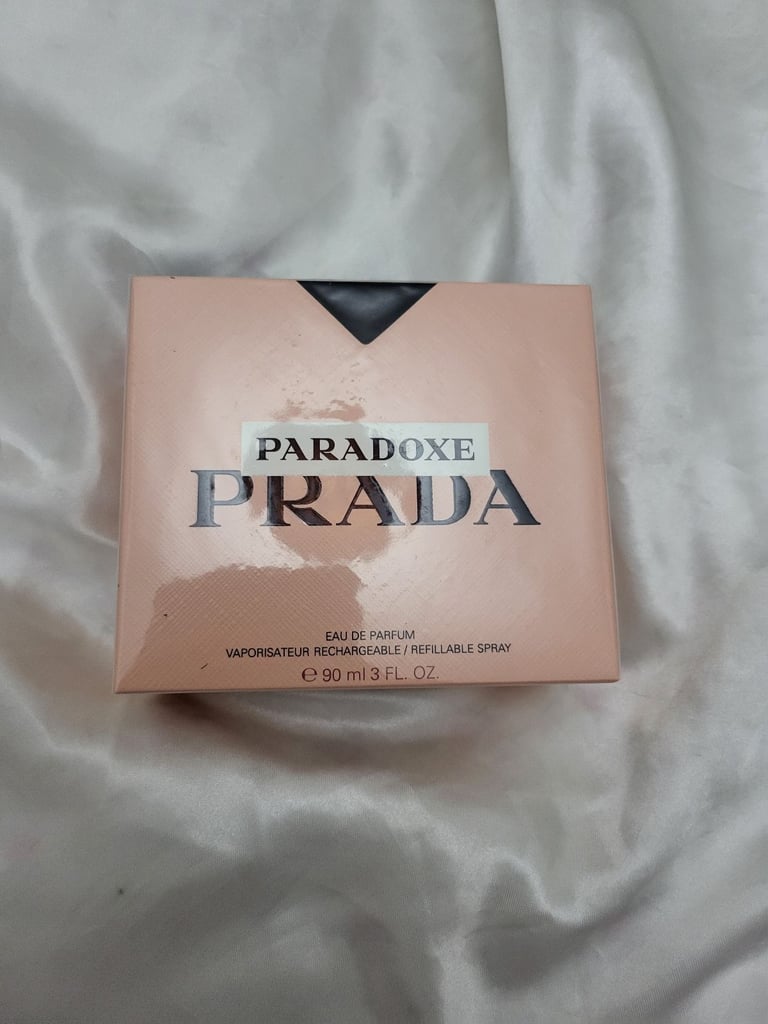 PARADOXE
PRADA
EAU DE PARFUM
VAPORISATEUR RECHARGEABLE / REFILLABLE SPRAY
℮ 90 ml 3 FL. OZ.